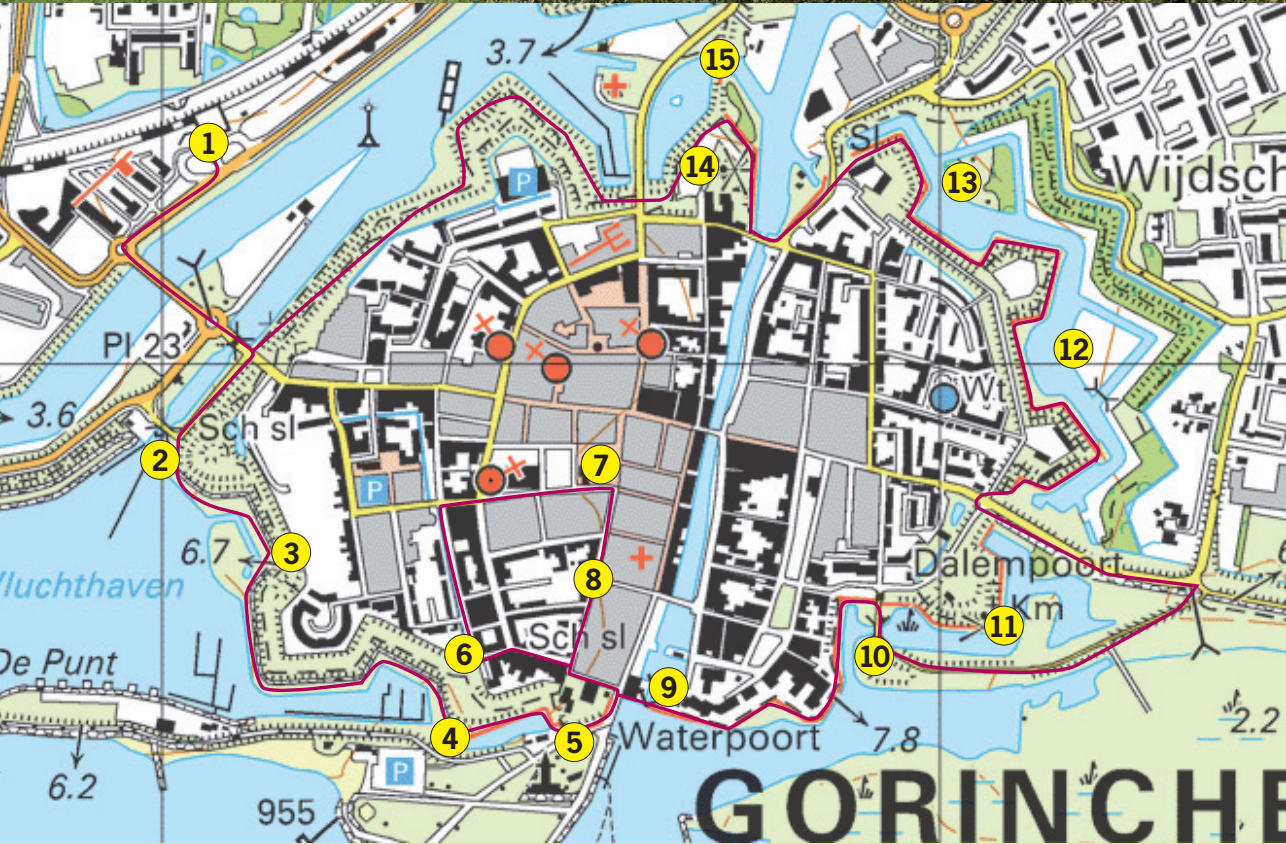 3.7
15
1
Sl
14
13
Wijdsch
P
Pl 23
12
3.6
W.t.
Sch sl
2
7
P
3
6.7
Dalempoort
8
Vluchthaven
Km
11
Sch sl
De Punt
6
10
9
4
5
Waterpoort
7.8
2.2
6.2
P
955
GORINCHE